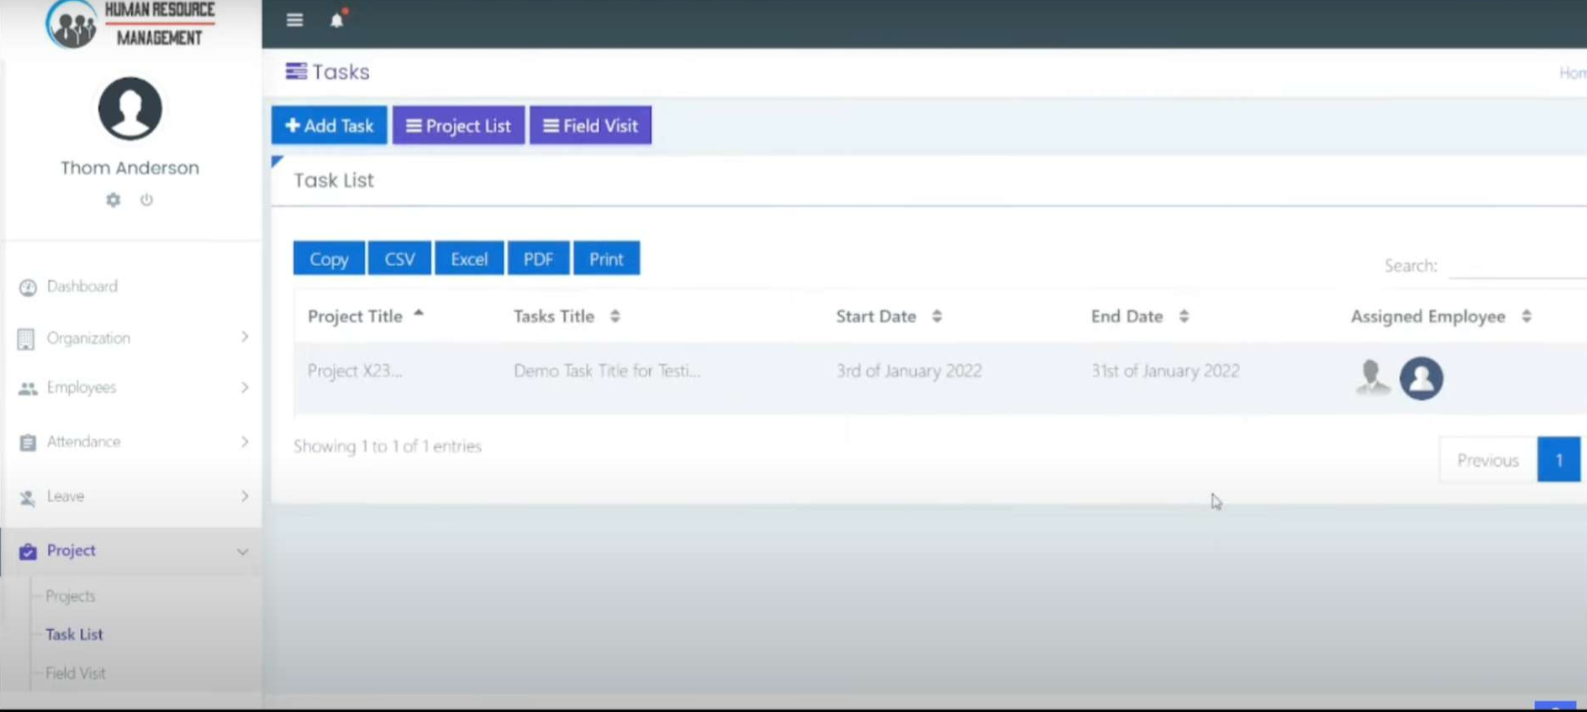 HUMAN RESOURCE
MANAGEMENT
Thom Anderson
Dashboard
Organization
Employees
Attendance
Leave
Project
Projects
Task List
Field Visit
Tasks
Add Task Project List Field Visit
Task List
Copy CSV Excel PDF Print
Search:
Project Title Tasks Title Start Date End Date Assigned Employee
Project X23... Demo Task Title for Testi... 3rd of January 2022 31st of January 2022
Showing 1 to 1 of 1 entries
Previous 1